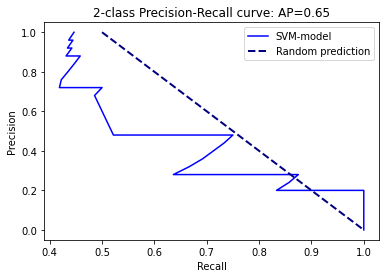 2-class Precision-Recall curve: AP=0.65
SVM-model
Random prediction
Precision
1.0
0.8
0.6
0.4
0.2
0.0
0.4
0.5
0.6
0.7
0.8
0.9
1.0
Recall